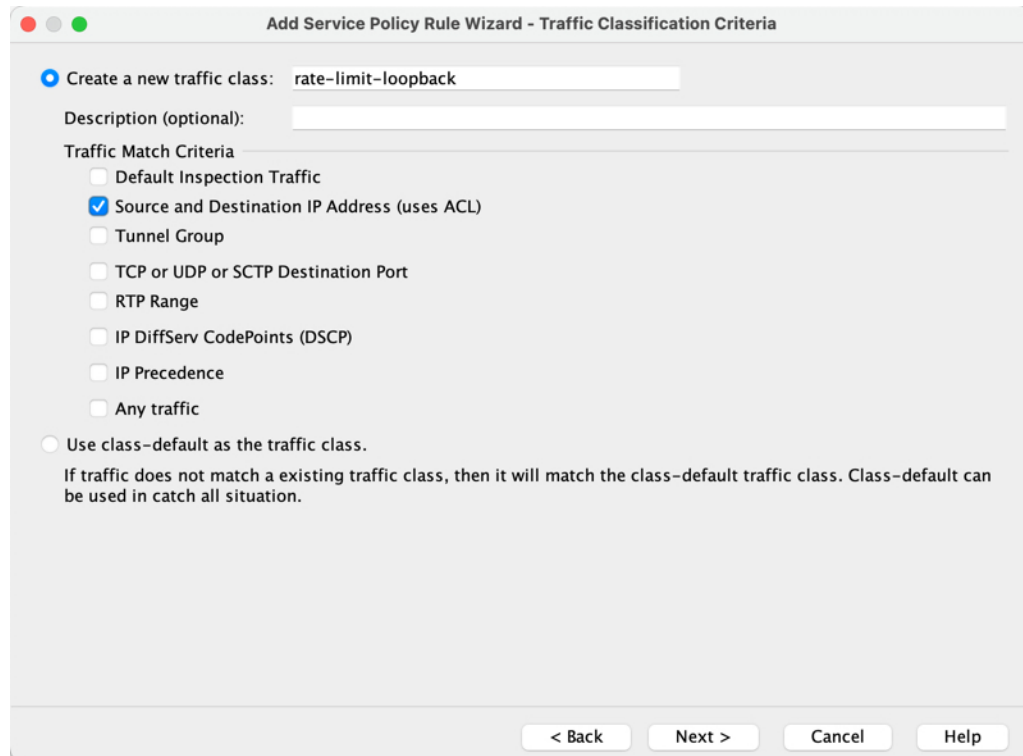 Add Service Policy Rule Wizard - Traffic Classification Criteria
Create a new traffic class: rate-limit-loopback
Description (optional):
Traffic Match Criteria
Default Inspection Traffic
Source and Destination IP Address (uses ACL)
Tunnel Group
TCP or UDP or SCTP Destination Port
RTP Range
IP DiffServ CodePoints (DSCP)
IP Precedence
Any traffic
Use class-default as the traffic class.
If traffic does not match a existing traffic class, then it will match the class-default traffic class. Class-default can
be used in catch all situation.
< Back Next > Cancel Help